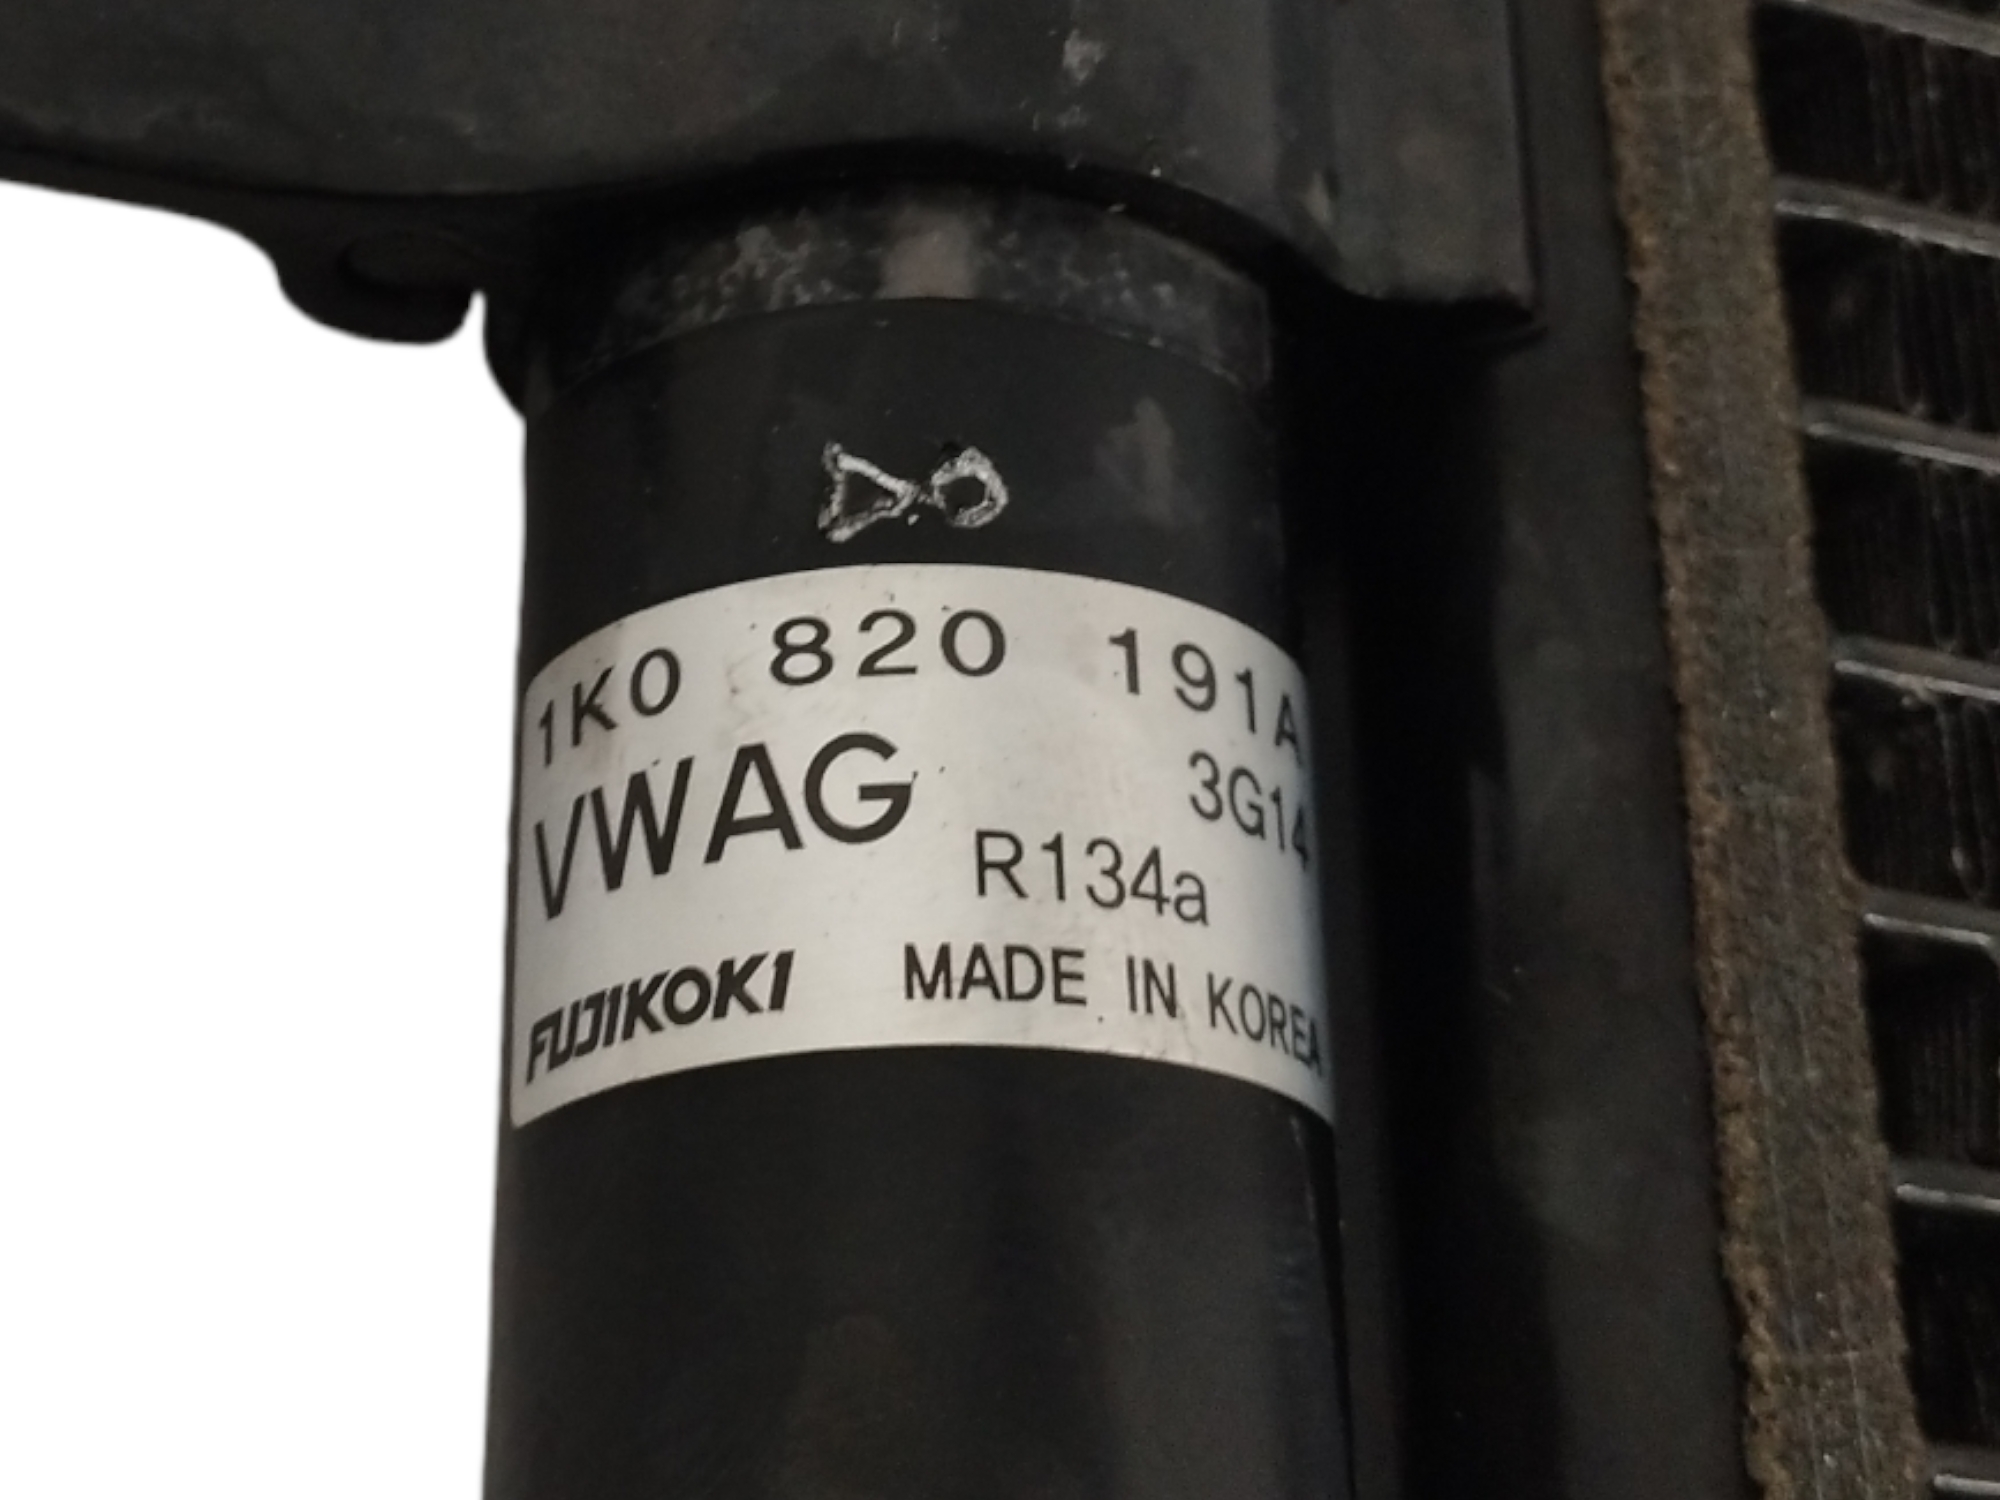 1K0 820 191A
VWAG 3G14
R134a
FUJIKOKI MADE IN KOREA